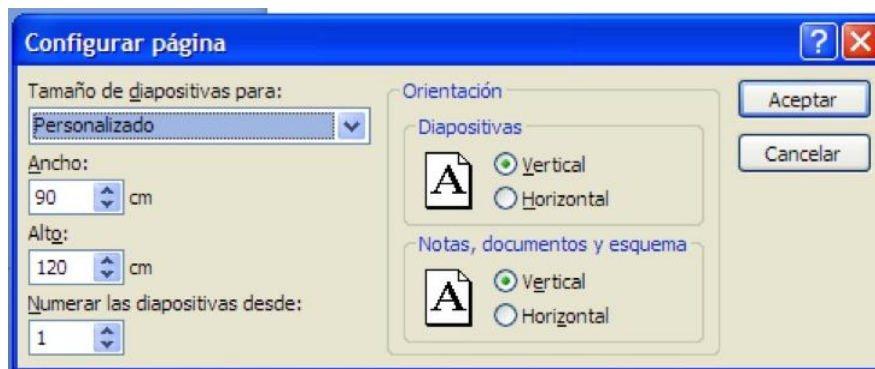 Configurar página
Tamaño de diapositivas para:
Personalizado
Ancho:
90 cm
Alto:
120 cm
Numerar las diapositivas desde:
1
Orientación
Diapositivas
A
Vertical
Horizontal
Notas, documentos y esquema
A
Vertical
Horizontal
?
Aceptar
Cancelar